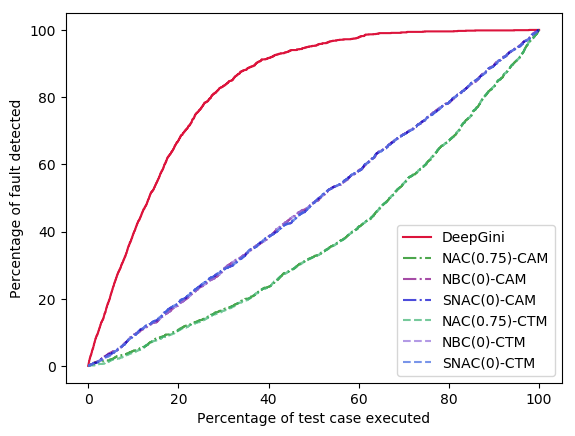 Percentage of fault detected
100
80
60
40
20
0
0 20 40 60 80 100
Percentage of test case executed
DeepGini
NAC(0.75)-CAM
NBC(0)-CAM
SNAC(0)-CAM
NAC(0.75)-CTM
NBC(0)-CTM
SNAC(0)-CTM